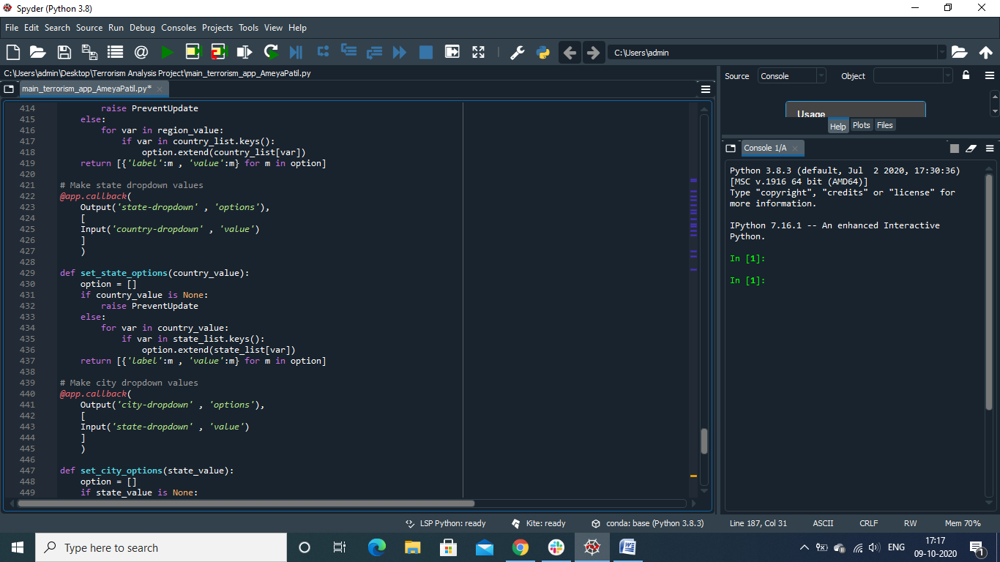 Spyder (Python 3.8)
File Edit Search Source Run Debug Consoles Projects Tools View Help
C:\Users\admin
C:\Users\admin\Desktop\Terrorism Analysis Project\main_terrorism_app_AmeyaPatil.py
main_terrorism_app_AmeyaPatil.py*
414 raise PreventUpdate
415 else:
416 for var in region_value:
417 if var in country_list.keys():
418 option.extend(country_list[var])
419 return [{'label':m , 'value':m} for m in option]
420
421 # Make state dropdown values
422 @app.callback(
423 Output('state-dropdown' , 'options'),
424 [
425 Input('country-dropdown' , 'value')
426 ]
427 )
428
429 def set_state_options(country_value):
430 option = []
431 if country_value is None:
432 raise PreventUpdate
433 else:
434 for var in country_value:
435 if var in state_list.keys():
436 option.extend(state_list[var])
437 return [{'label':m , 'value':m} for m in option]
438
439 # Make city dropdown values
440 @app.callback(
441 Output('city-dropdown' , 'options'),
442 [
443 Input('state-dropdown' , 'value')
444 ]
445 )
446
447 def set_city_options(state_value):
448 option = []
449 if state_value is None:
Source Console Object
Usage
Help Plots Files
Console 1/A
Python 3.8.3 (default, Jul 2 2020, 17:30:36)
[MSC v.1916 64 bit (AMD64)]
Type "copyright", "credits" or "license" for
more information.
IPython 7.16.1 -- An enhanced Interactive
Python.
In [1]:
In [1]:
LSP Python: ready Kite: ready conda: base (Python 3.8.3) Line 187, Col 31 ASCII CRLF RW Mem 70%
Type here to search
ENG
17:17
09-10-2020
1